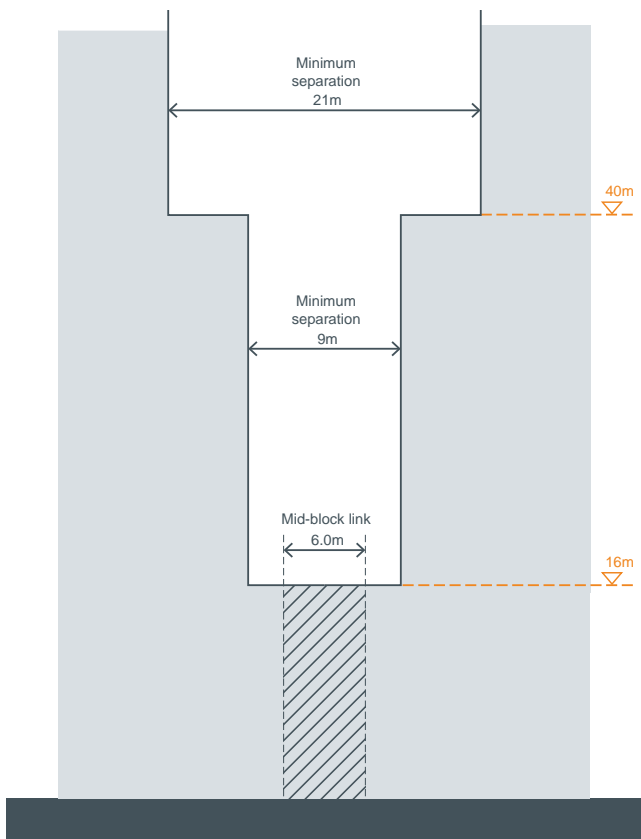 Minimum
separation
21m
40m
Minimum
separation
9m
Mid-block link
6.0m
16m